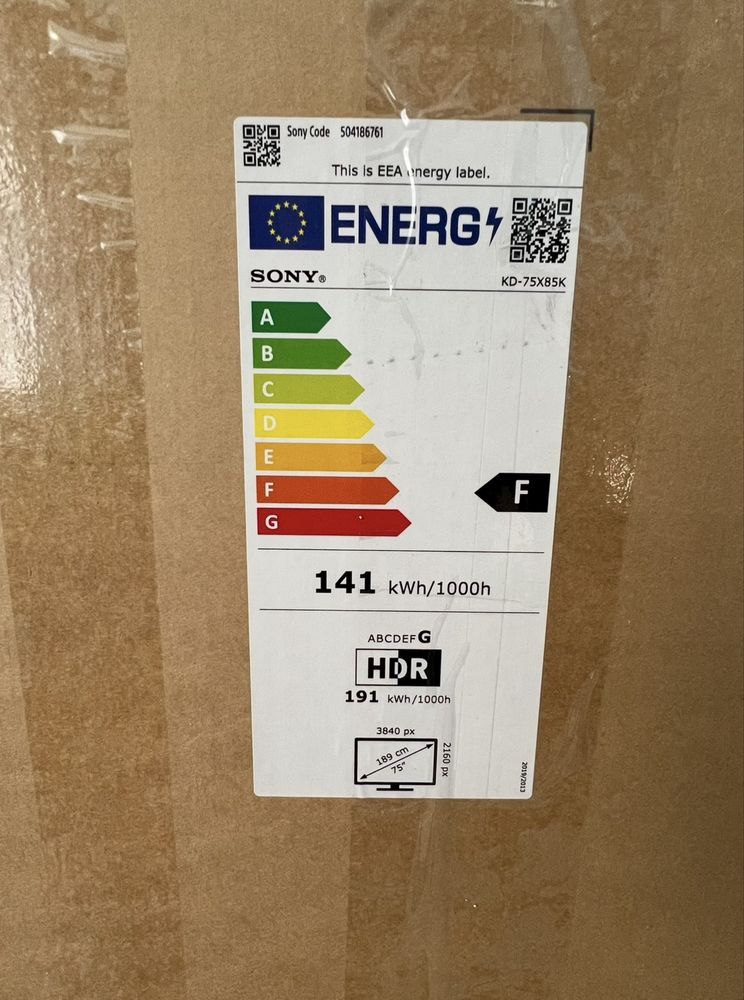 Sony Code 504186761
This is EEA energy label.
ENERG
SONY®
KD-75X85K
A
B
C
D
E
F
F
G
141 kWh/1000h
ABCDEFG
HDR
191 kWh/1000h
3840 px
189 cm
75"
2160 px
2019/2013